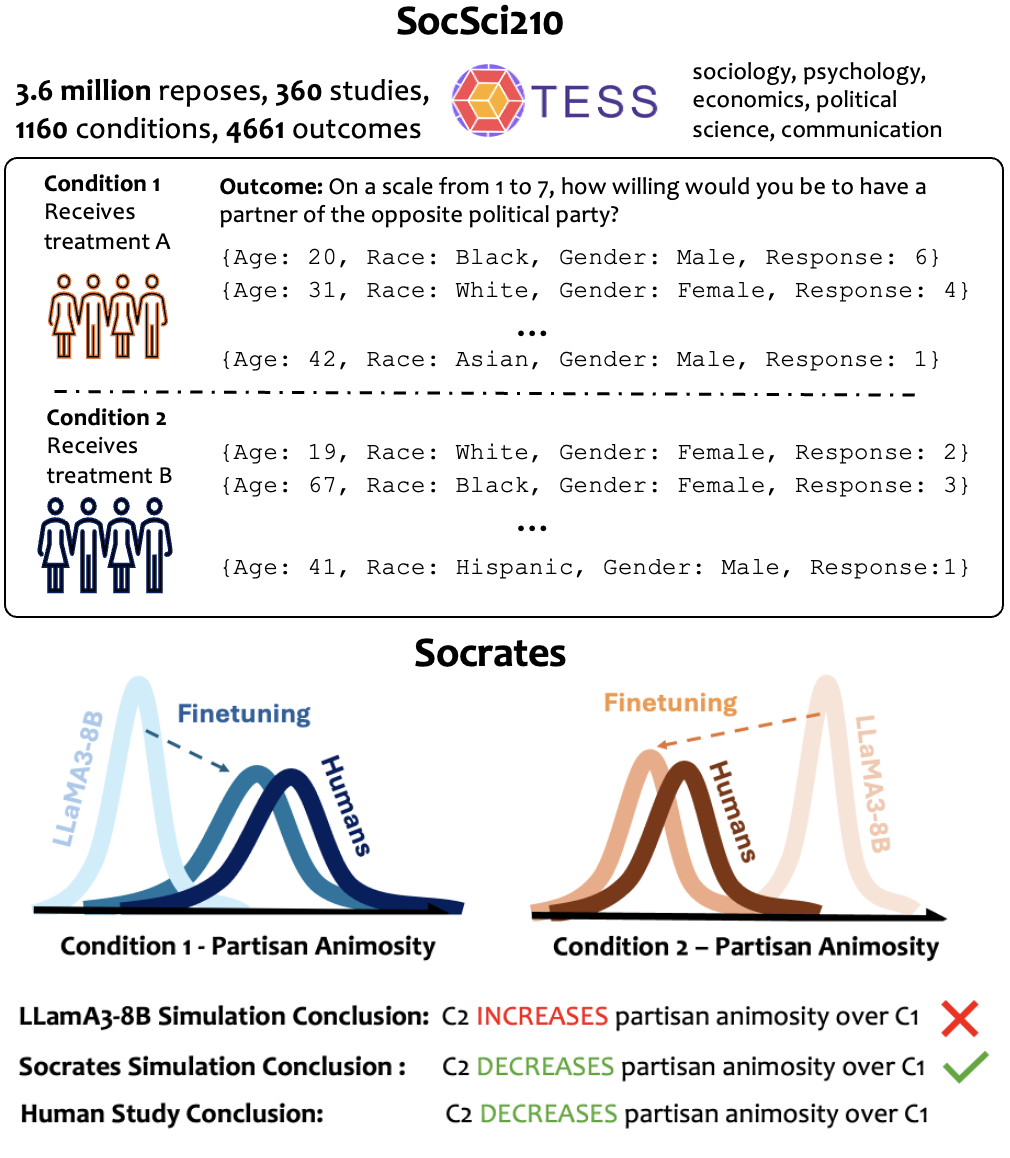 SocSci210
3.6 million reposes, 360 studies,
1160 conditions, 4661 outcomes
TESS
sociology, psychology,
economics, political
science, communication
Condition 1
Receives
treatment A
Outcome: On a scale from 1 to 7, how willing would you be to have a
partner of the opposite political party?
{Age: 20, Race: Black, Gender: Male, Response: 6}
{Age: 31, Race: White, Gender: Female, Response: 4}
...
{Age: 42, Race: Asian, Gender: Male, Response: 1}
Condition 2
Receives
treatment B
{Age: 19, Race: White, Gender: Female, Response: 2}
{Age: 67, Race: Black, Gender: Female, Response: 3}
...
{Age: 41, Race: Hispanic, Gender: Male, Response:1}
Socrates
LLaMA3-8B
Finetuning
Humans
Condition 1 - Partisan Animosity
Finetuning
Humans
LLaMA3-8B
Condition 2 – Partisan Animosity
LLamA3-8B Simulation Conclusion: C2 INCREASES partisan animosity over C1
Socrates Simulation Conclusion : C2 DECREASES partisan animosity over C1
Human Study Conclusion: C2 DECREASES partisan animosity over C1